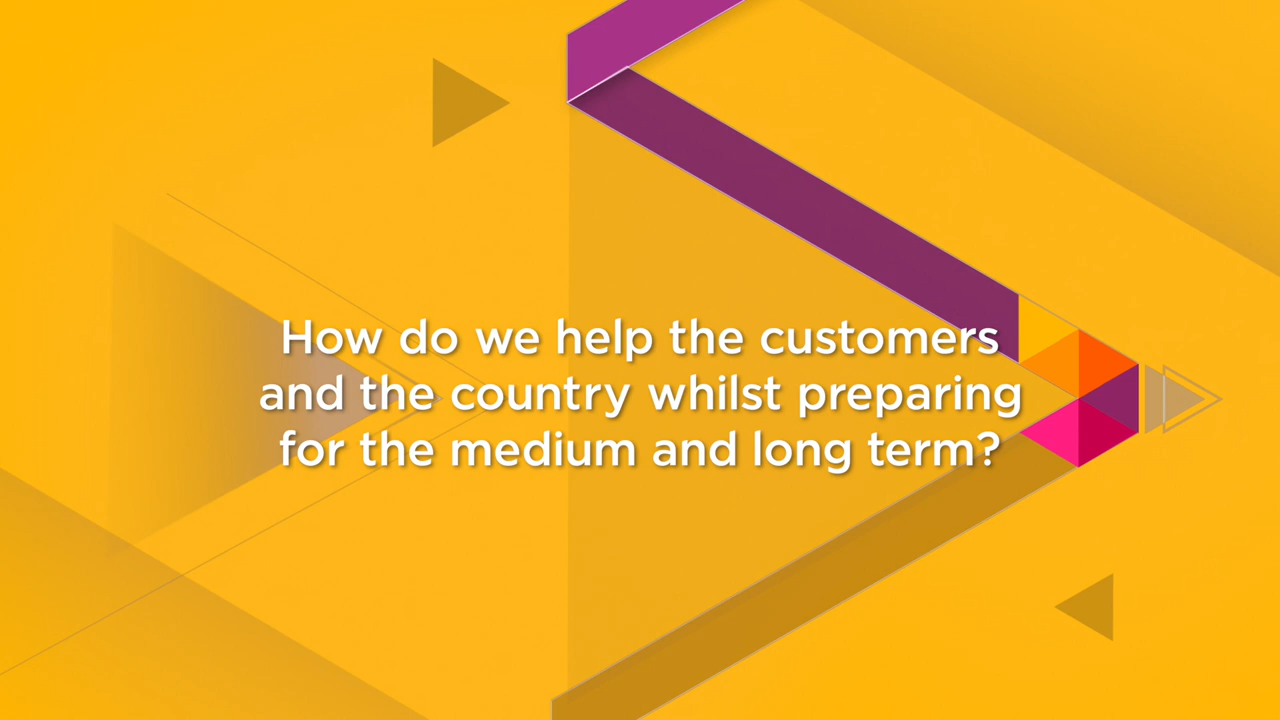 How do we help the customers
and the country whilst preparing
for the medium and long term?